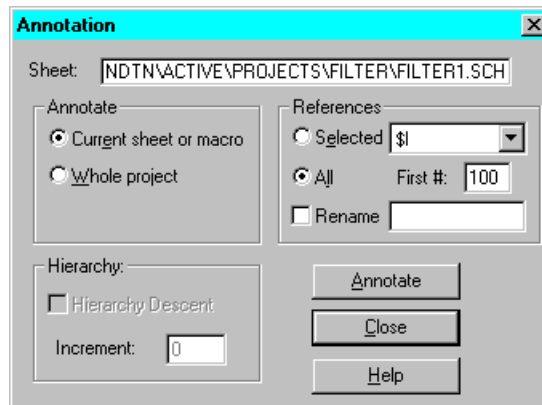 Annotation
Sheet: NDTN\ACTIVE\PROJECTS\FILTER\FILTER1.SCH
Annotate
Current sheet or macro
Whole project
References
Selected $I
All First #: 100
Rename
Hierarchy:
Hierarchy Descent
Increment: 0
Annotate
Close
Help